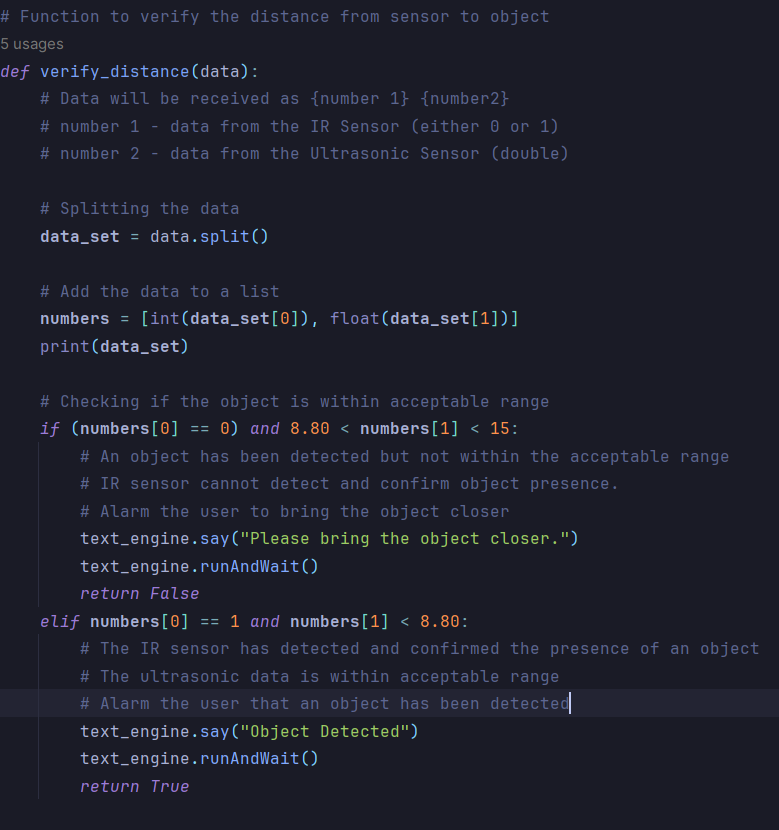 # Function to verify the distance from sensor to object
5 usages
def verify_distance(data):
    # Data will be received as {number 1} {number2}
    # number 1 - data from the IR Sensor (either 0 or 1)
    # number 2 - data from the Ultrasonic Sensor (double)

    # Splitting the data
    data_set = data.split()

    # Add the data to a list
    numbers = [int(data_set[0]), float(data_set[1])]
    print(data_set)

    # Checking if the object is within acceptable range
    if (numbers[0] == 0) and 8.80 < numbers[1] < 15:
        # An object has been detected but not within the acceptable range
        # IR sensor cannot detect and confirm object presence.
        # Alarm the user to bring the object closer
        text_engine.say("Please bring the object closer.")
        text_engine.runAndWait()
        return False
    elif numbers[0] == 1 and numbers[1] < 8.80:
        # The IR sensor has detected and confirmed the presence of an object
        # The ultrasonic data is within acceptable range
        # Alarm the user that an object has been detected
        text_engine.say("Object Detected")
        text_engine.runAndWait()
        return True